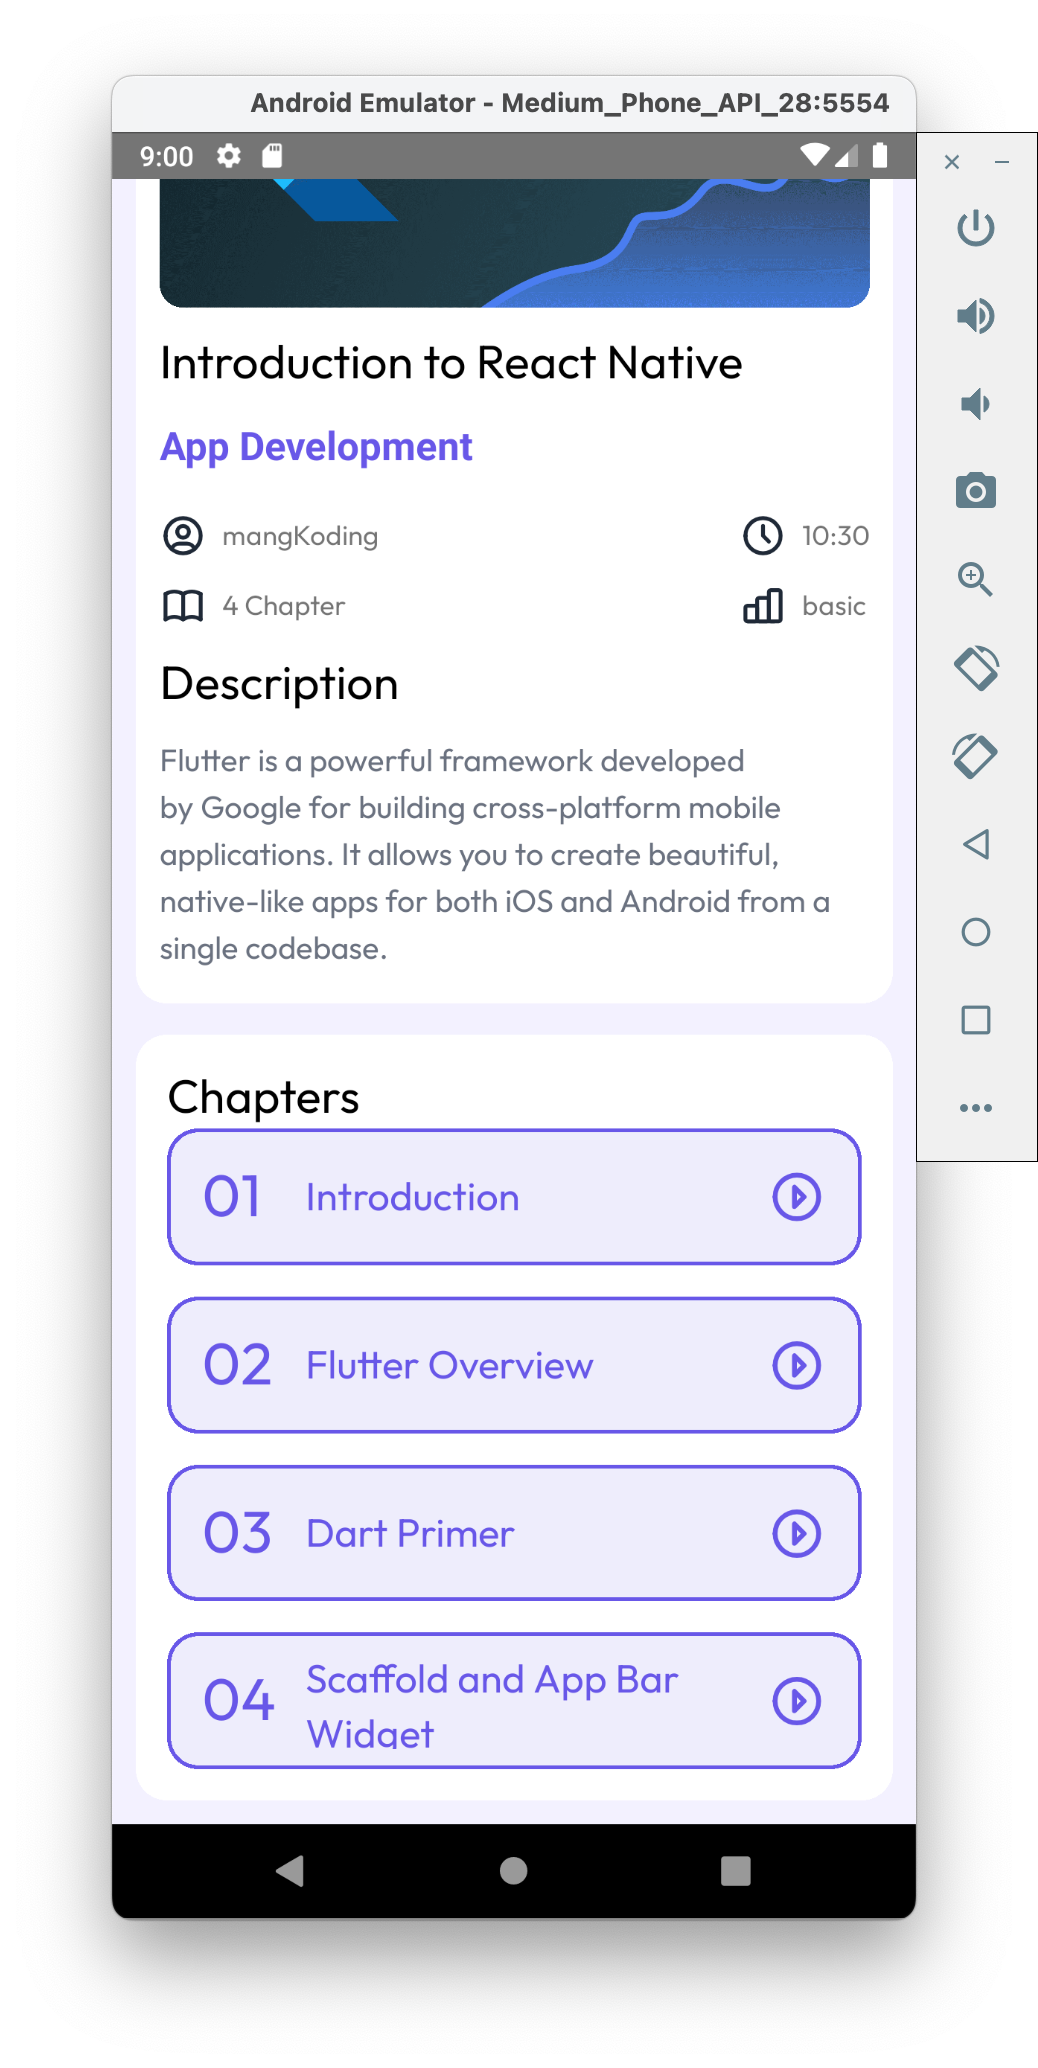 Android Emulator - Medium_Phone_API_28:5554
9:00
Introduction to React Native
App Development
mangKoding
10:30
4 Chapter
basic
Description
Flutter is a powerful framework developed
by Google for building cross-platform mobile
applications. It allows you to create beautiful,
native-like apps for both iOS and Android from a
single codebase.
Chapters
01 Introduction
02 Flutter Overview
03 Dart Primer
04 Scaffold and App Bar
Widget